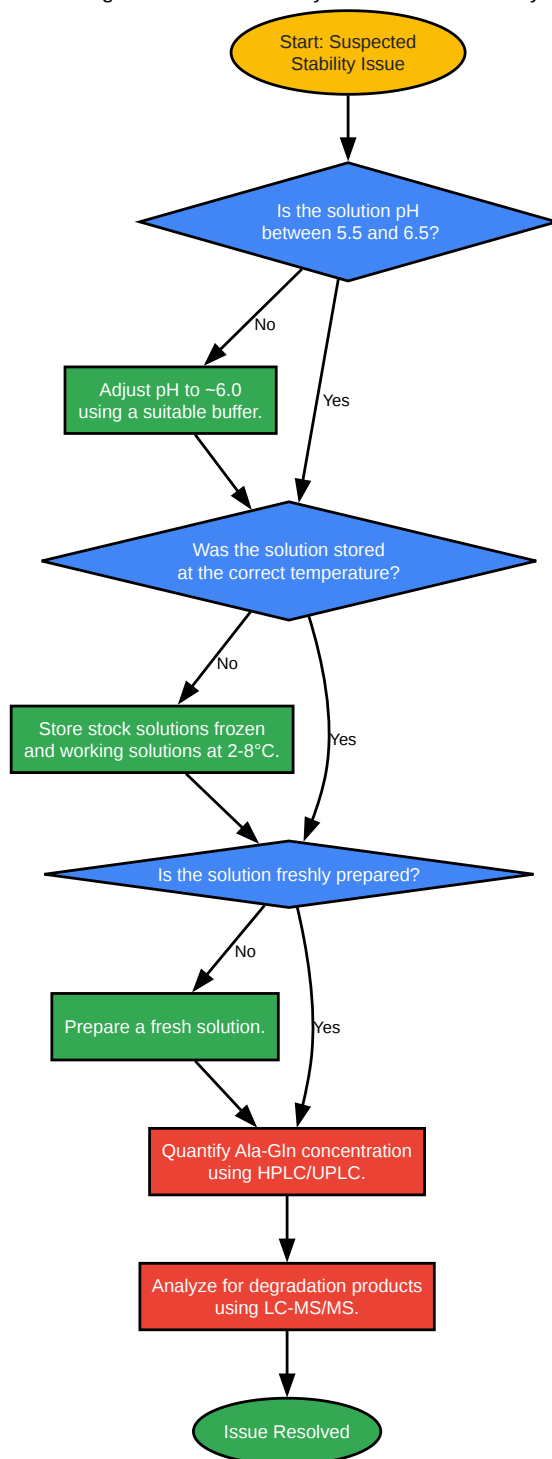 Start: Suspected
Stability Issue
Is the solution pH
between 5.5 and 6.5?
No
Adjust pH to ~6.0
using a suitable buffer.
Yes
Was the solution stored
at the correct temperature?
No
Store stock solutions frozen
and working solutions at 2-8°C.
Yes
Is the solution freshly prepared?
No
Prepare a fresh solution.
Yes
Quantify Ala-Gln concentration
using HPLC/UPLC.
Analyze for degradation products
using LC-MS/MS.
Issue Resolved